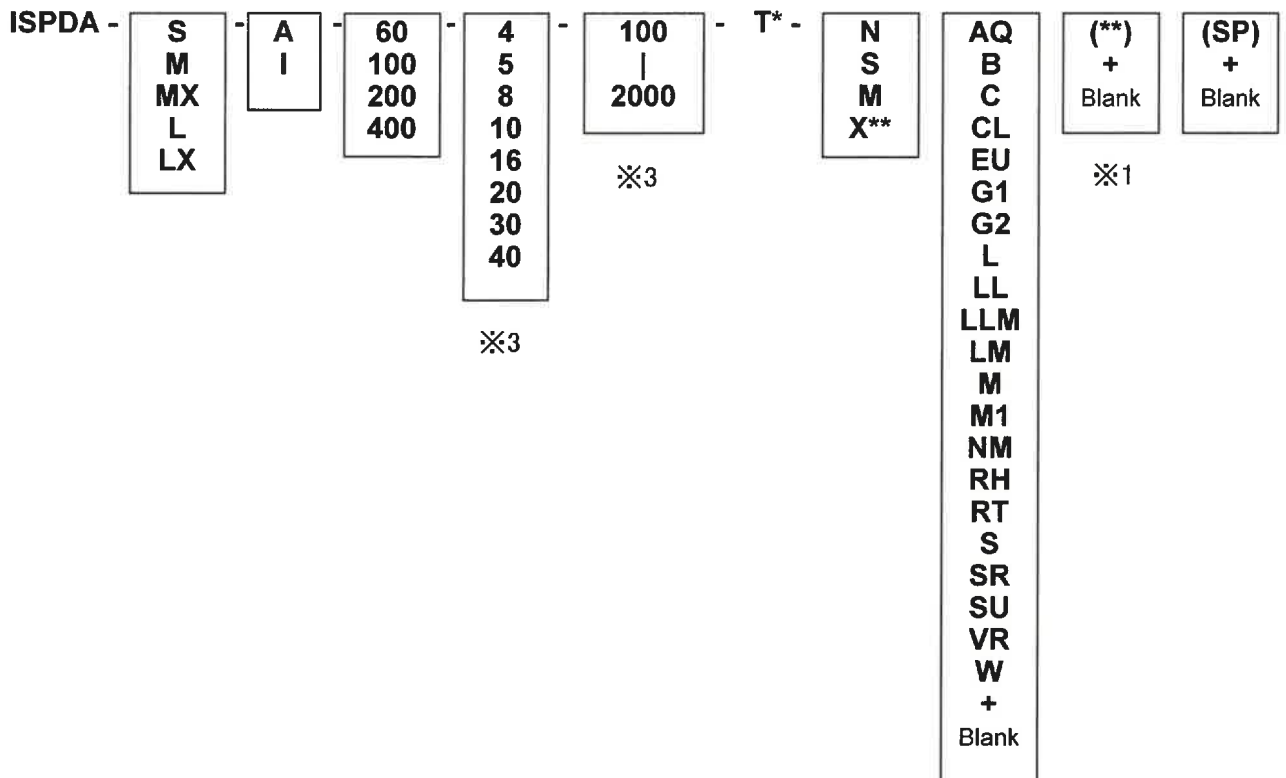 ISPDA - S - A - 60 - 4 - 100 - T* - N AQ (**) (SP)
M I 100 5 | S B + +
MX 200 8 2000 M C Blank Blank
L 400 10 X** CL
LX 16 ※3 EU ※1
20 G1
30 G2
40 L
LL
※3 LLM
LM
M
M1
NM
RH
RT
S
SR
SU
VR
W
+
Blank